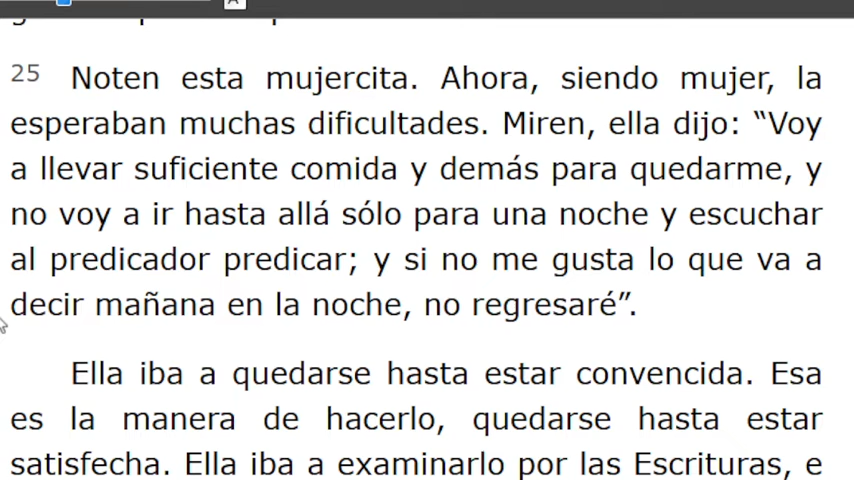 25 Noten esta mujercita. Ahora, siendo mujer, la
esperaban muchas dificultades. Miren, ella dijo: “Voy
a llevar suficiente comida y demás para quedarme, y
no voy a ir hasta allá sólo para una noche y escuchar
al predicador predicar; y si no me gusta lo que va a
decir mañana en la noche, no regresaré”.
Ella iba a quedarse hasta estar convencida. Esa
es la manera de hacerlo, quedarse hasta estar
satisfecha. Ella iba a examinarlo por las Escrituras, e